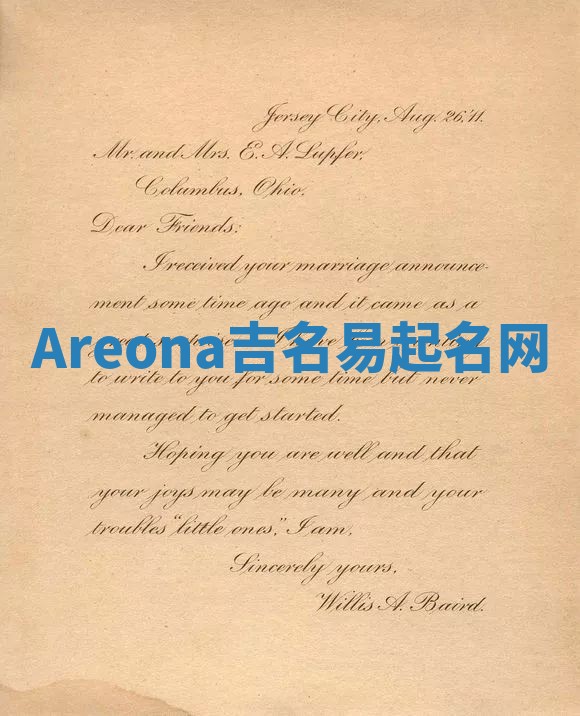 Jersey City, Aug. 26, '11.
Mr. and Mrs. E. A. Lupfer,
Columbus, Ohio.
Dear Friends:
I received your marriage announce-
ment some time ago and it came as a
Areona吉名易起名网
to write to you for some time but never
managed to get started.
Hoping you are well and that
your joys may be many and your
troubles "little ones," I am,
Sincerely yours,
Willis A. Baird.